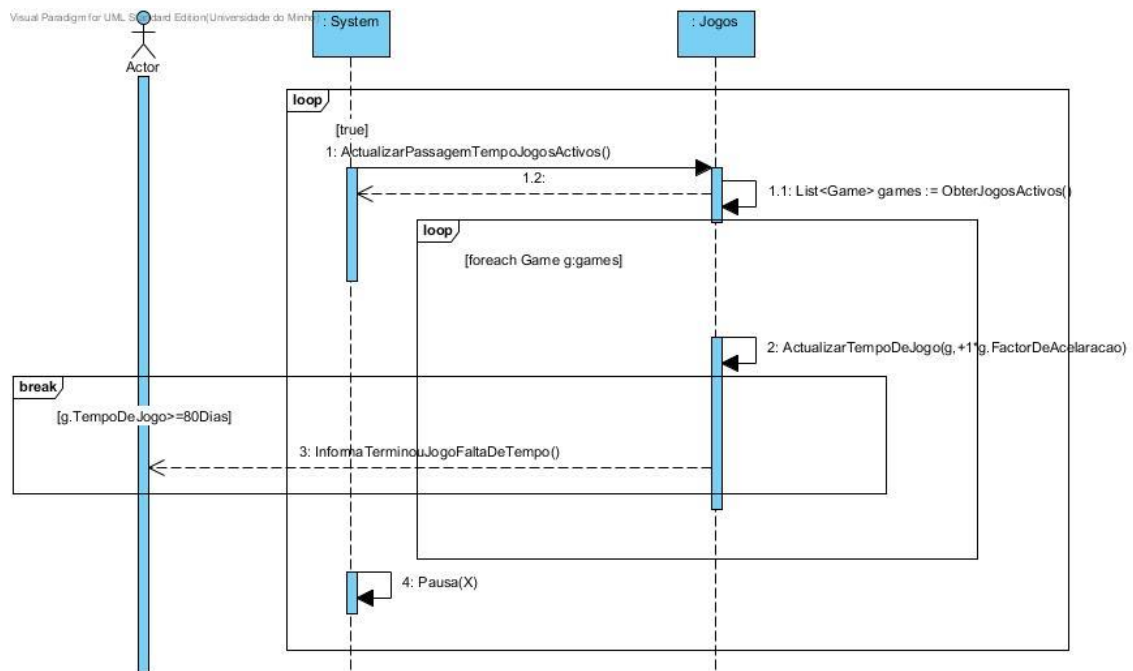 Visual Paradigm for UML Standard Edition(Universidade do Minho)
: System
: Jogos
Actor
loop
[true]
1: ActualizarPassagemTempoJogosActivos()
1.2:
1.1: List<Game> games := ObterJogosActivos()
loop
[foreach Game g:games]
2: ActualizarTempoDeJogo(g,+1*g.FactorDeAcelaracao)
break
[g.TempoDeJogo>=80Dias]
3: InformaTerminouJogoFaltaDeTempo()
4: Pausa(X)